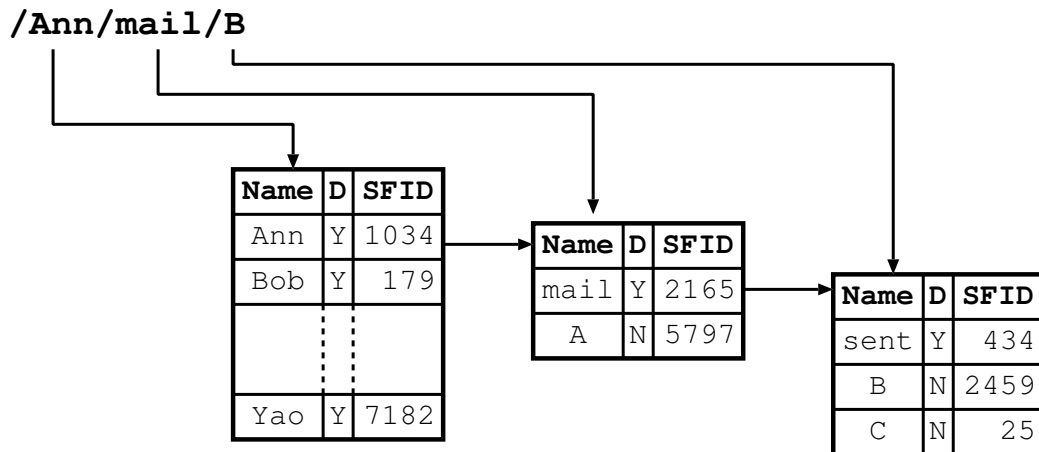 /Ann/mail/B
Name D SFID
Ann Y 1034
Bob Y 179
Yao Y 7182
Name D SFID
mail Y 2165
A N 5797
Name D SFID
sent Y 434
B N 2459
C N 25